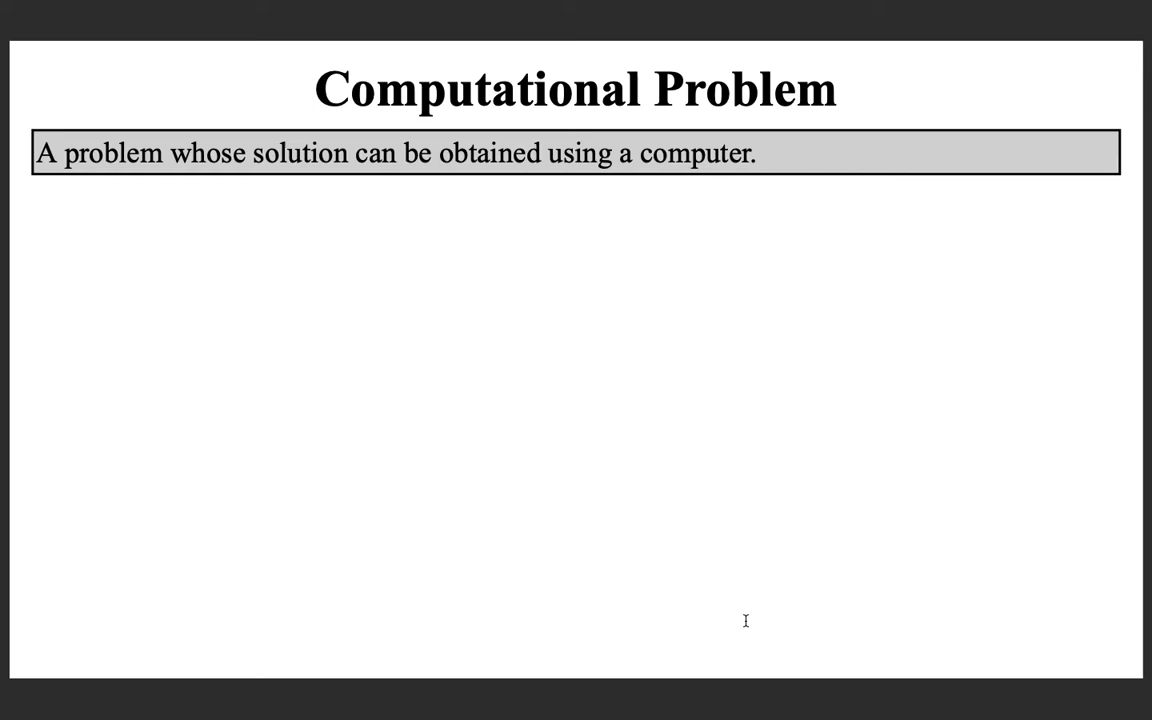 Computational Problem
A problem whose solution can be obtained using a computer.